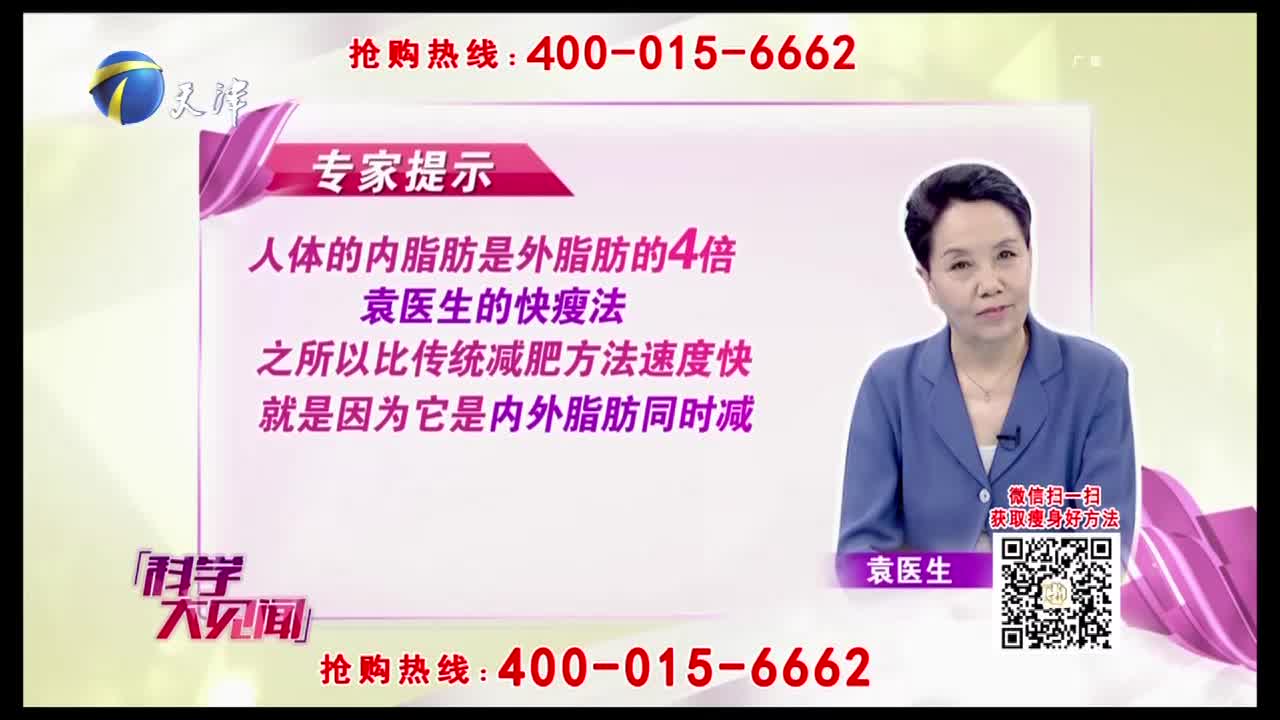 抢购热线:400-015-6662
广告
天津
专家提示
人体的内脂肪是外脂肪的4倍
袁医生的快瘦法
之所以比传统减肥方法速度快
就是因为它是内外脂肪同时减
微信扫一扫
获取瘦身好方法
袁医生
「科学
大见闻」
抢购热线:400-015-6662